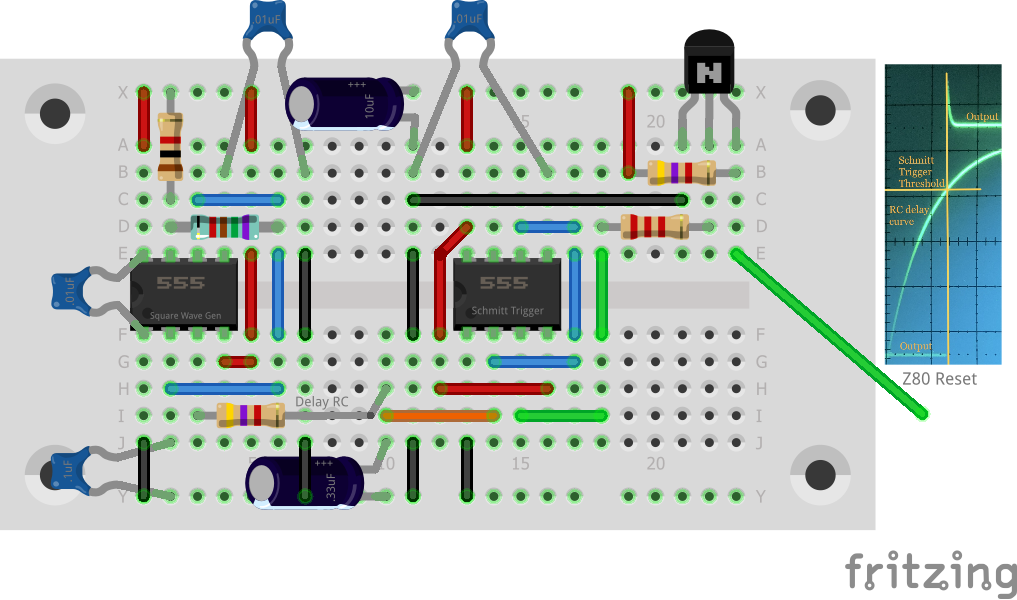 .01uF
.01uF
10uF
N
X
15
20
X
A
A
B
B
C
C
D
D
E
E
555
Square Wave Gen
555
Schmitt Trigger
.01uF
F
F
G
G
H
H
Delay RC
I
I
J
J
.1uF
.33uF
10
15
20
Y
Y
Output
Schmitt
Trigger
Threshold
RC delay
curve
Output
Z80 Reset
fritzing